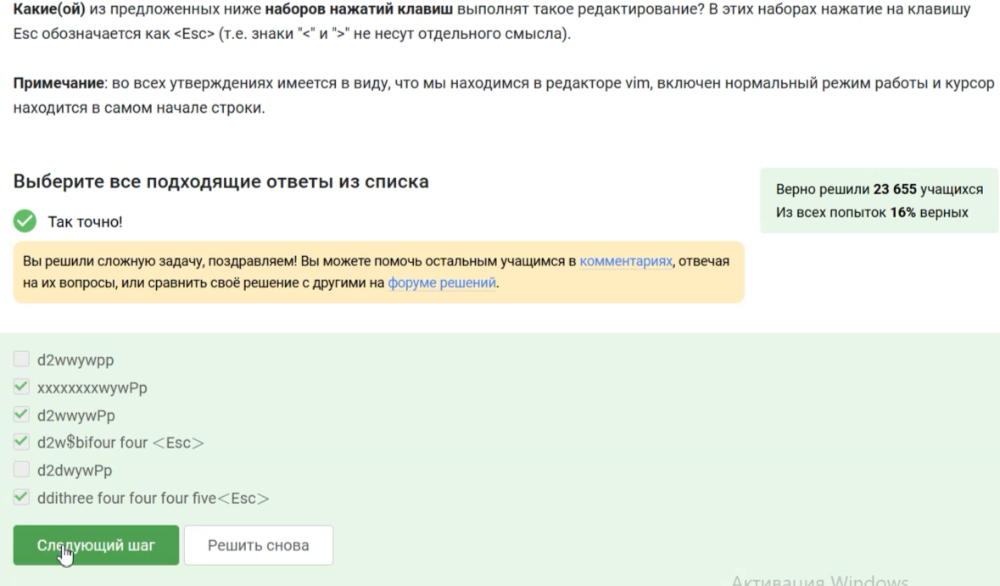 Какие(ой) из предложенных ниже наборов нажатий клавиш выполнят такое редактирование? В этих наборах нажатие на клавишу
Esc обозначается как <Esc> (т.е. знаки "<" и ">" не несут отдельного смысла).
Примечание: во всех утверждениях имеется в виду, что мы находимся в редакторе vim, включен нормальный режим работы и курсор
находится в самом начале строки.
Выберите все подходящие ответы из списка
Верно решили 23 655 учащихся
Из всех попыток 16% верных
Так точно!
Вы решили сложную задачу, поздравляем! Вы можете помочь остальным учащимся в комментариях, отвечая
на их вопросы, или сравнить своё решение с другими на форуме решений.
d2wwywpp
xxxxxxxxwywPp
d2wwywPp
d2w$bifour four <Esc>
d2dwywPp
ddithree four four four five<Esc>
Следующий шаг
Решить снова
Активация Windows